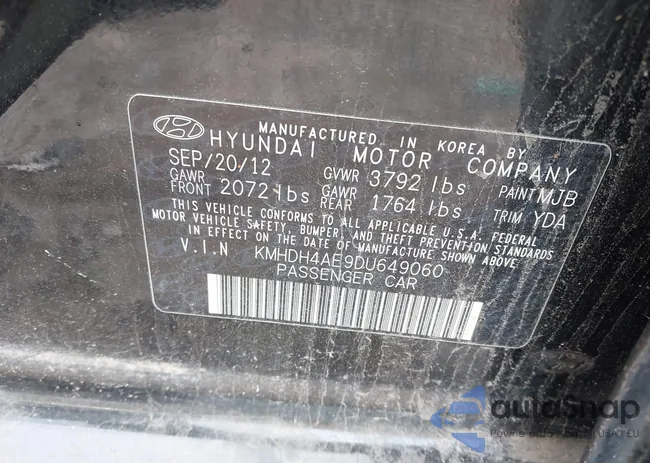 MANUFACTURED IN KOREA BY
HYUNDAI MOTOR COMPANY
SEP/20/12 GVWR 3792 lbs PAINT MJB
GAWR FRONT 2072 lbs GAWR REAR 1764 lbs TRIM YDA
THIS VEHICLE CONFORMS TO ALL APPLICABLE U.S.A. FEDERAL
MOTOR VEHICLE SAFETY, BUMPER, AND THEFT PREVENTION STANDARDS
IN EFFECT ON THE DATE OF MANUFACTURE SHOWN ABOVE
V.I.N KMHDH4AE9DU649060
PASSENGER CAR
autoSnap